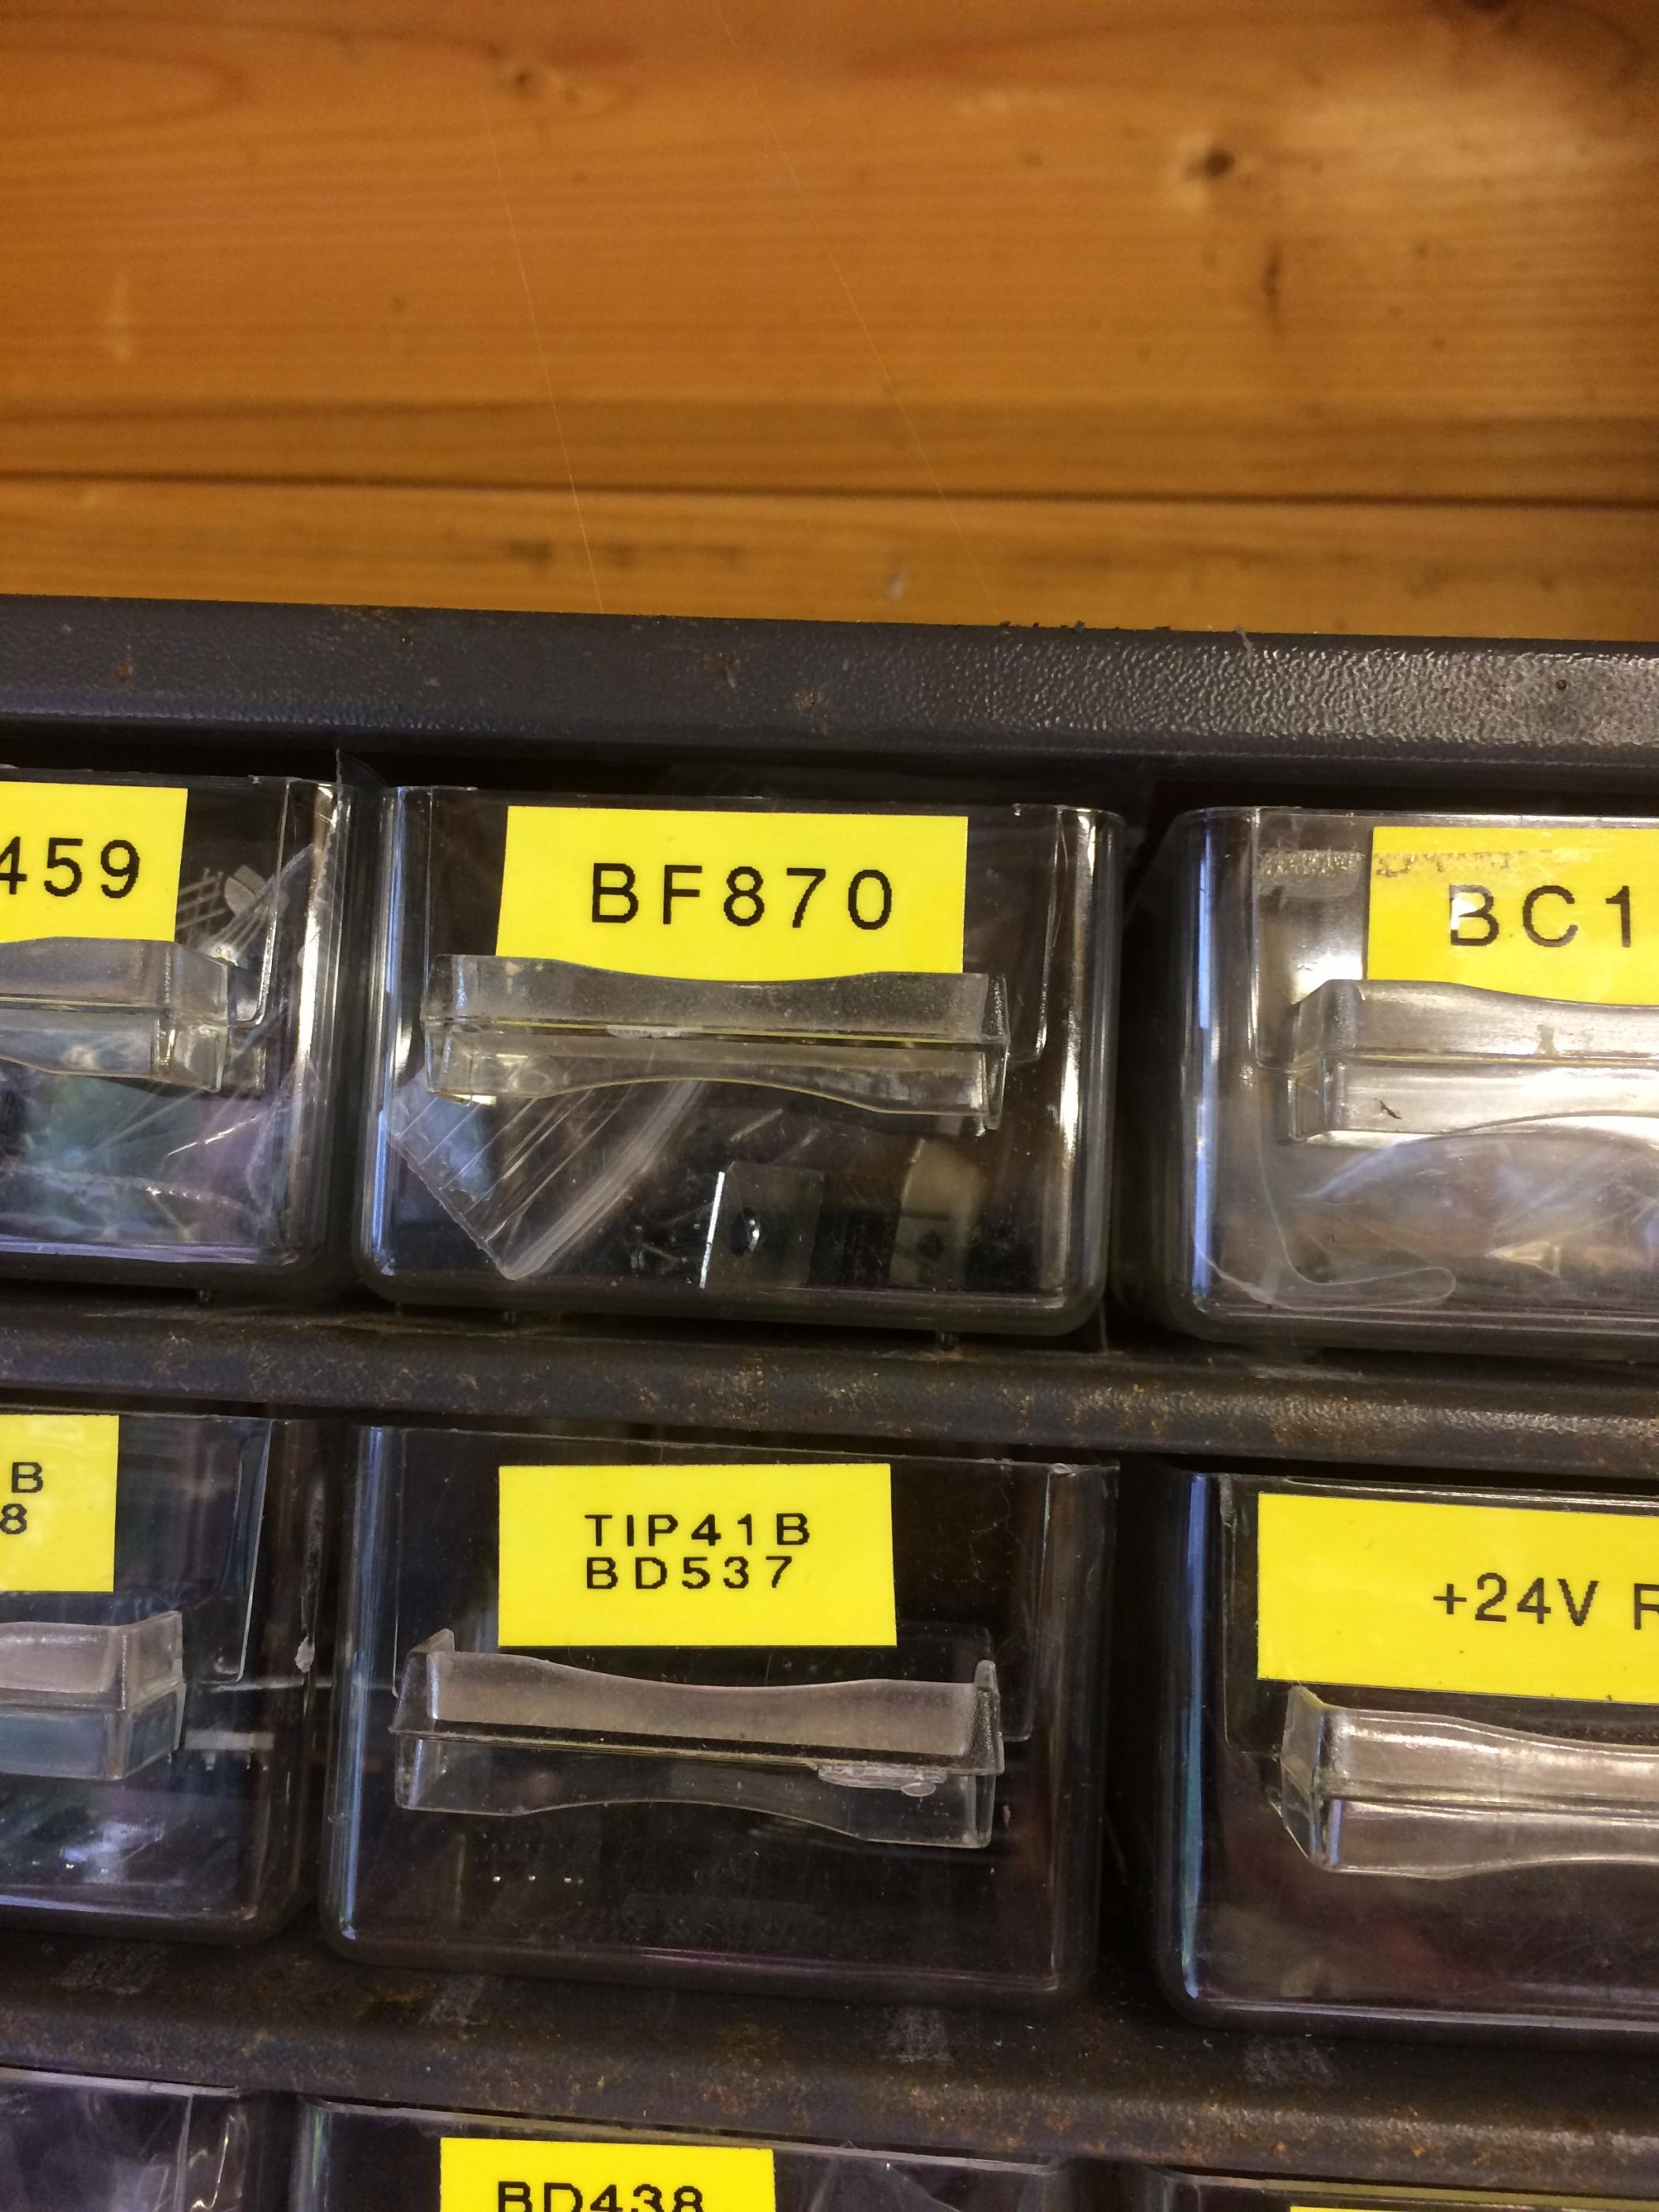 459
BF870
BC1
B
8
TIP41B
BD537
+24V R
BD438